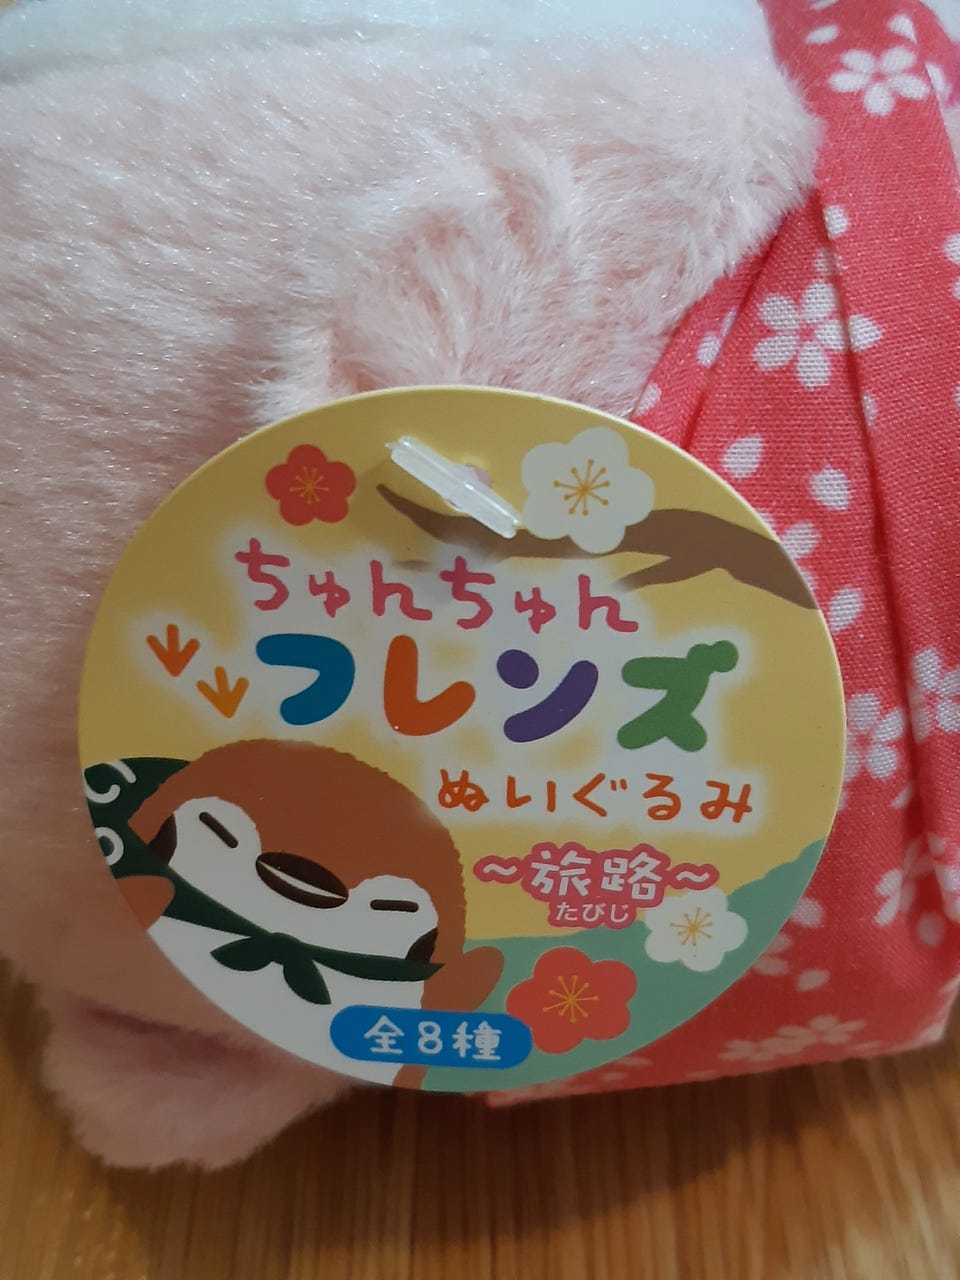 ちゅんちゅん
フレンズ
ぬいぐるみ
～旅路～
たびじ
全8種